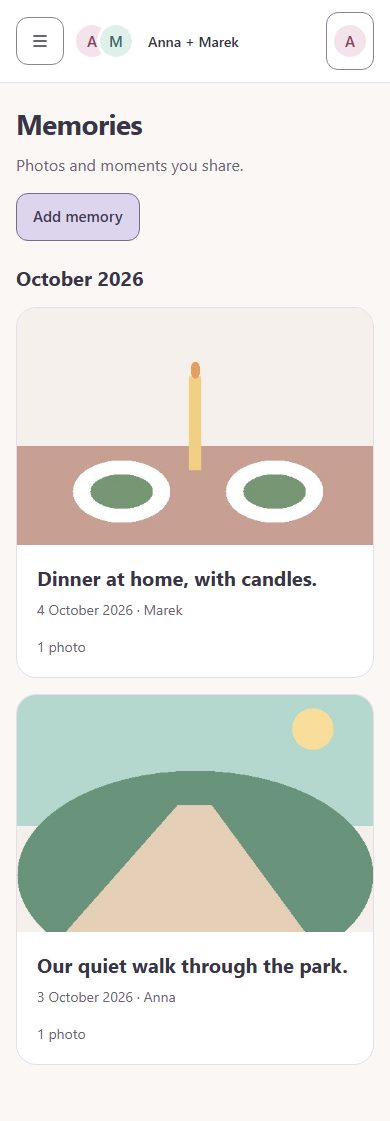 A M Anna + Marek A
Memories
Photos and moments you share.
Add memory
October 2026
Dinner at home, with candles.
4 October 2026 · Marek
1 photo
Our quiet walk through the park.
3 October 2026 · Anna
1 photo